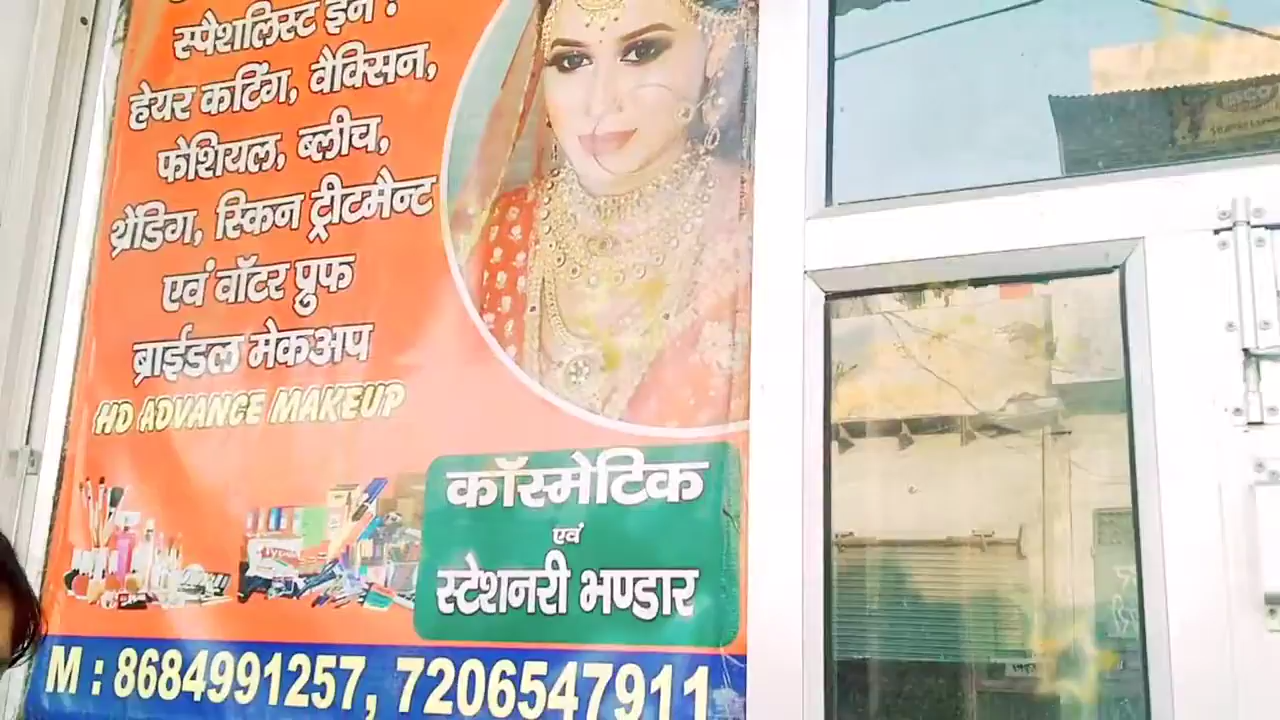 स्पैशलिस्ट इन :
हेयर कटिंग, वैक्सिन,
फेशियल, ब्लीच,
थ्रेडिंग, स्किन ट्रीटमैन्ट
एवं वॉटर प्रुफ
ब्राईडल मेकअप
HD ADVANCE MAKEUP
कॉस्मेटिक
एवं
स्टेशनरी भण्डार
M : 8684991257, 7206547911